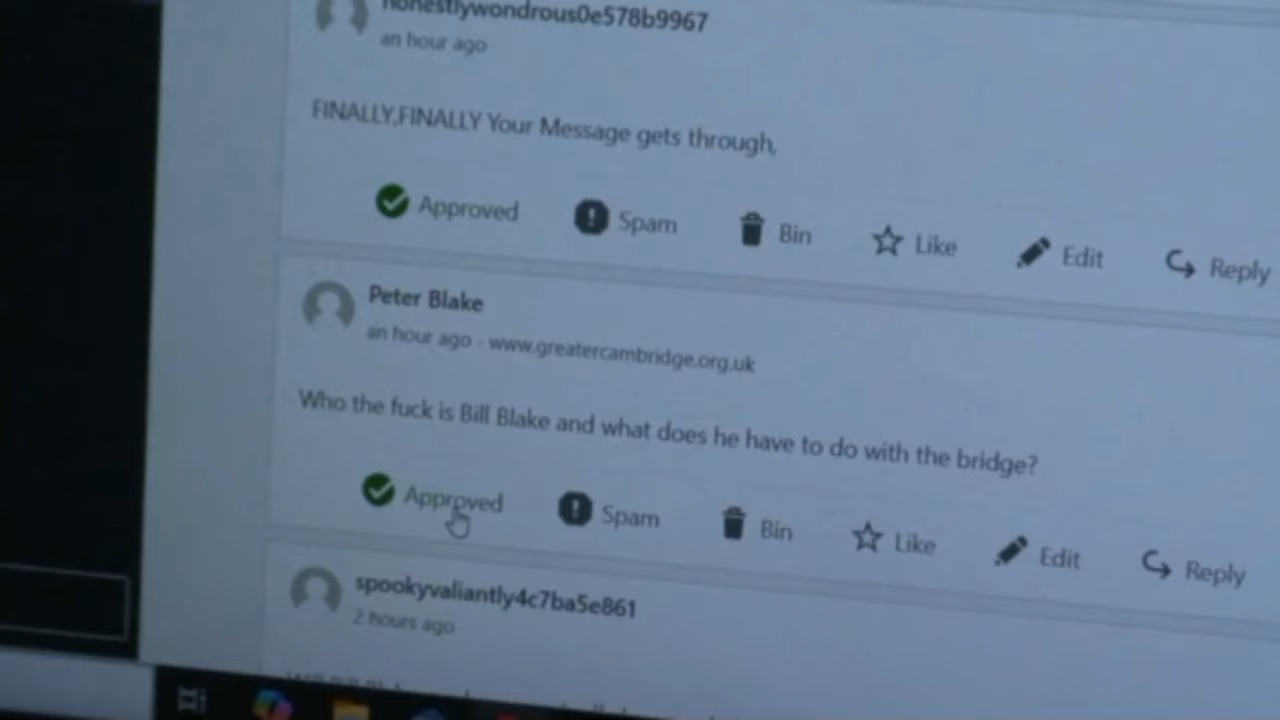 honestlywondrous0e578b9967
an hour ago
FINALLY,FINALLY Your Message gets through,
Approved Spam Bin Like Edit Reply
Peter Blake
an hour ago - www.greatercambridge.org.uk
Who the fuck is Bill Blake and what does he have to do with the bridge?
Approved Spam Bin Like Edit Reply
spookyvaliantly4c7ba5e861
2 hours ago